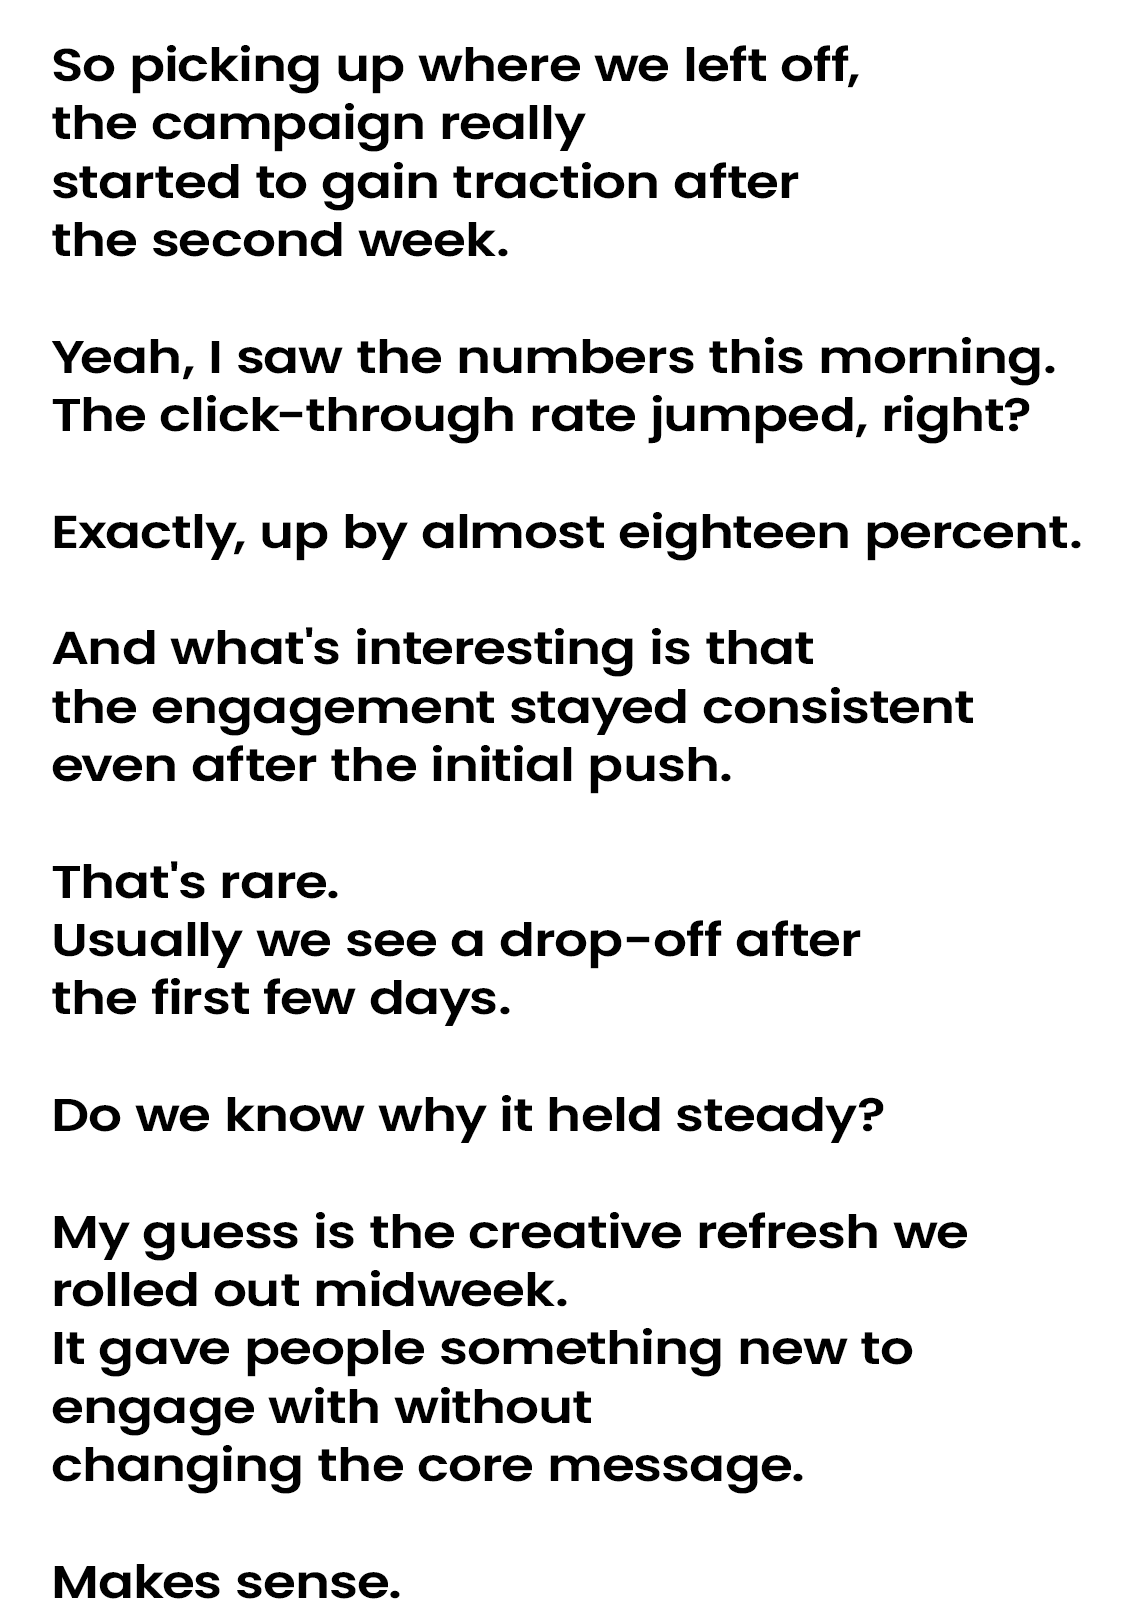 So picking up where we left off,
the campaign really
started to gain traction after
the second week.
Yeah, I saw the numbers this morning.
The click-through rate jumped, right?
Exactly, up by almost eighteen percent.
And what's interesting is that
the engagement stayed consistent
even after the initial push.
That's rare.
Usually we see a drop-off after
the first few days.
Do we know why it held steady?
My guess is the creative refresh we
rolled out midweek.
It gave people something new to
engage with without
changing the core message.
Makes sense.